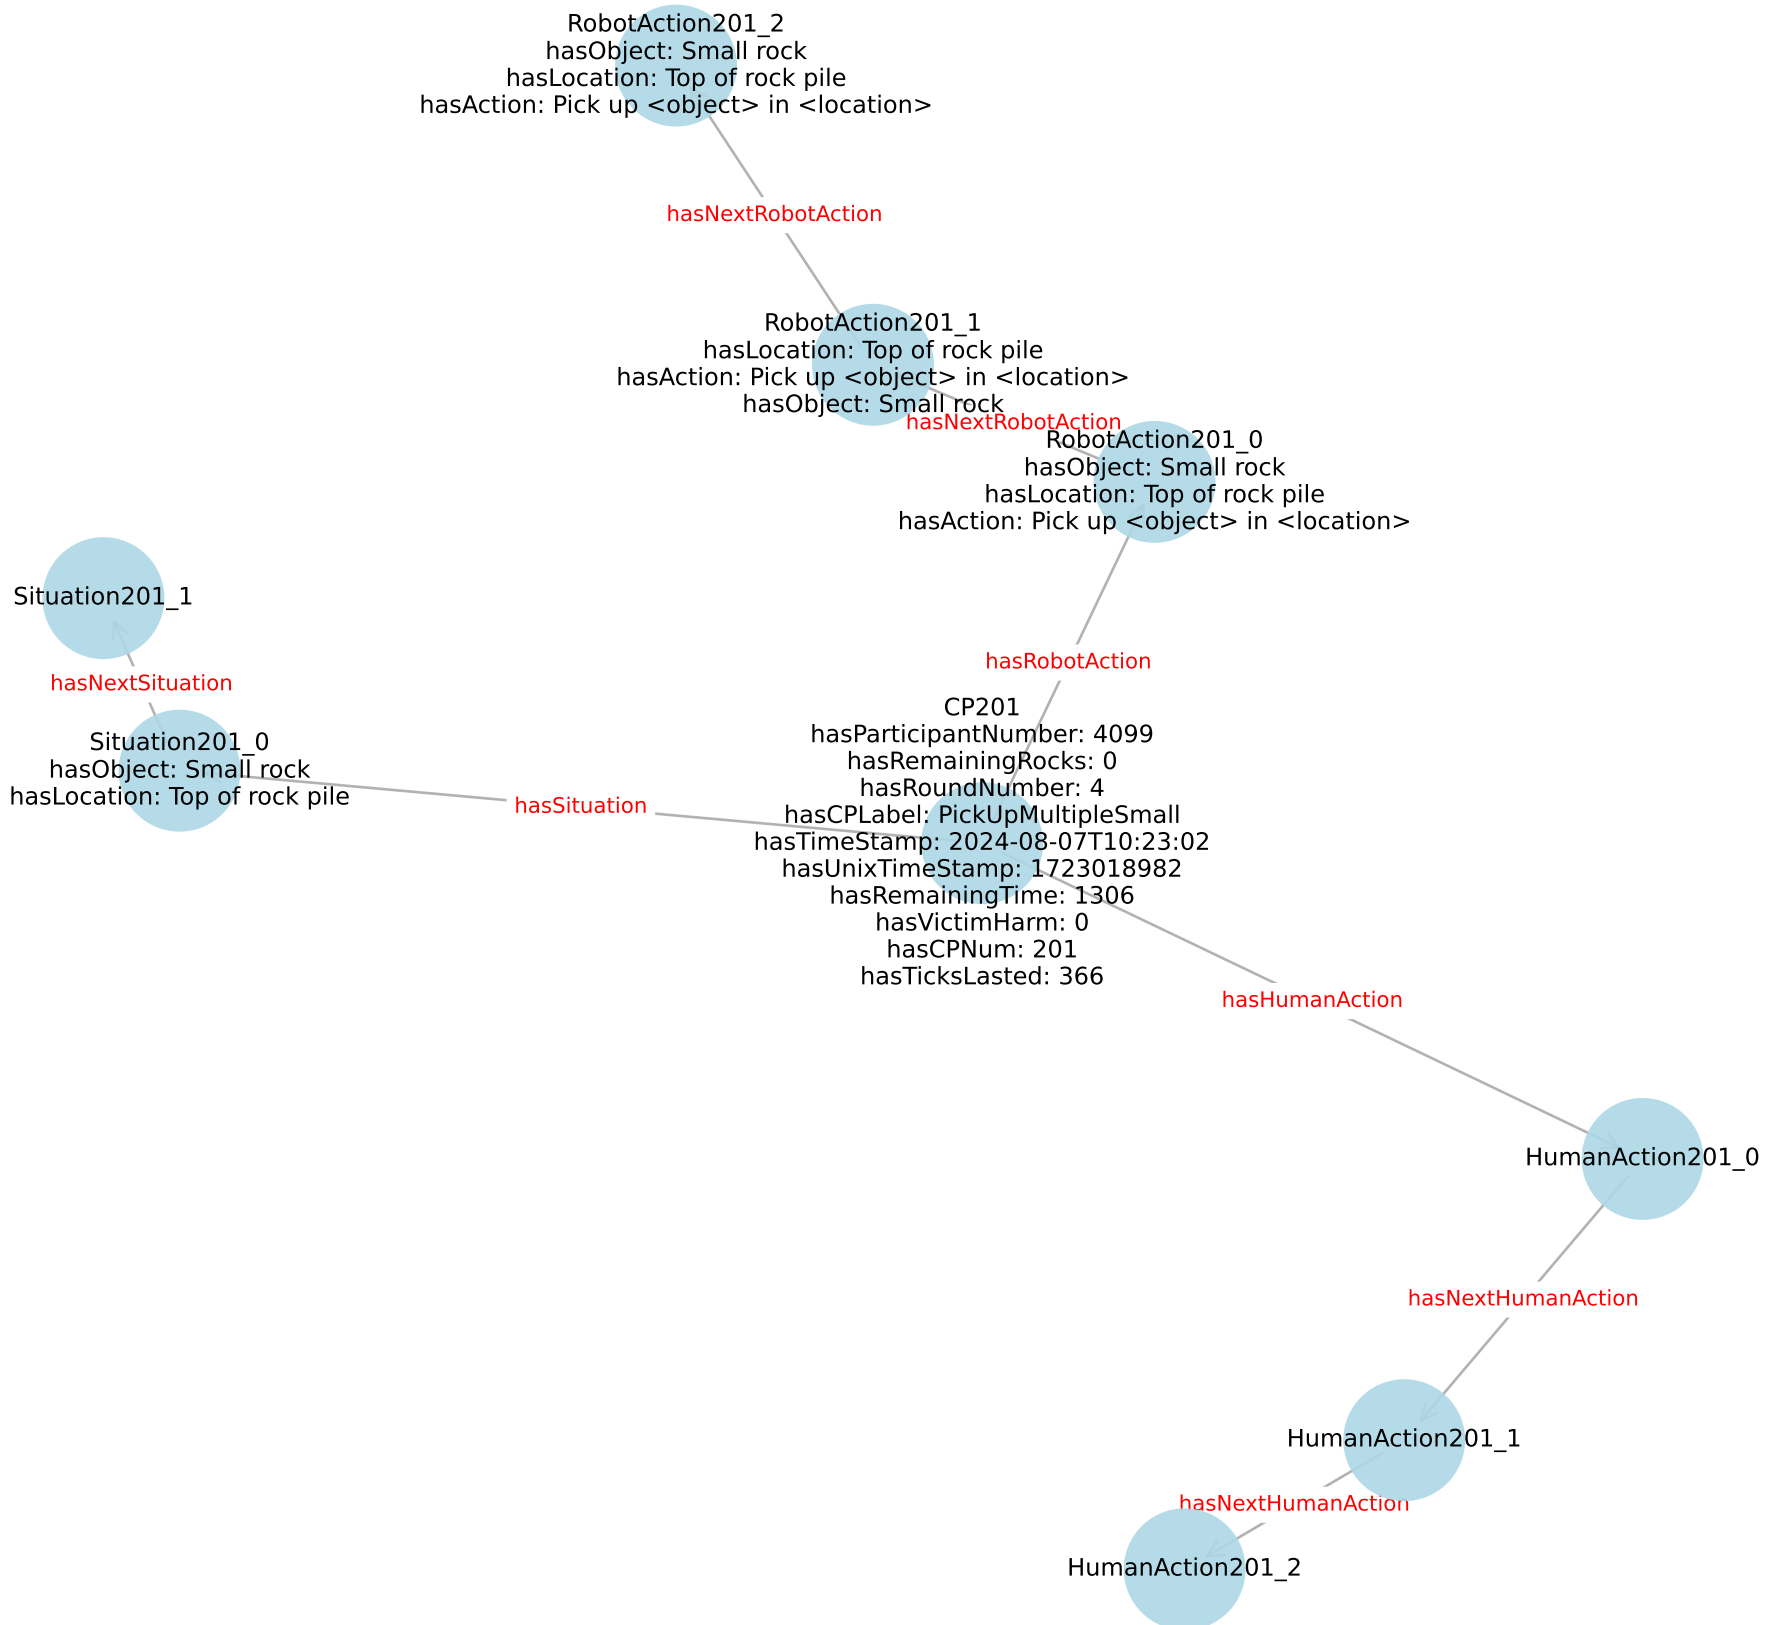 RobotAction201_2
hasObject: Small rock
hasLocation: Top of rock pile
hasAction: Pick up <object> in <location>
hasNextRobotAction
RobotAction201_1
hasLocation: Top of rock pile
hasAction: Pick up <object> in <location>
hasObject: Small rock
hasNextRobotAction
RobotAction201_0
hasObject: Small rock
hasLocation: Top of rock pile
hasAction: Pick up <object> in <location>
Situation201_1
hasNextSituation
hasRobotAction
Situation201_0
hasObject: Small rock
hasLocation: Top of rock pile
hasSituation
CP201
hasParticipantNumber: 4099
hasRemainingRocks: 0
hasRoundNumber: 4
hasCPLabel: PickUpMultipleSmall
hasTimeStamp: 2024-08-07T10:23:02
hasUnixTimeStamp: 1723018982
hasRemainingTime: 1306
hasVictimHarm: 0
hasCPNum: 201
hasTicksLasted: 366
hasHumanAction
HumanAction201_0
hasNextHumanAction
HumanAction201_1
hasNextHumanAction
HumanAction201_2